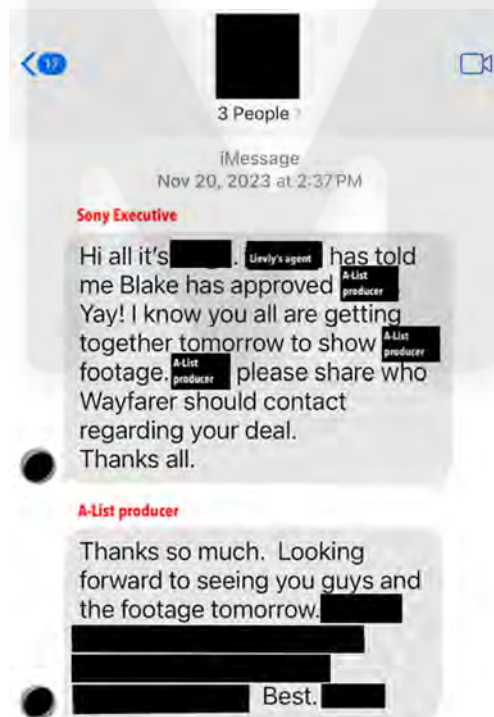 17
3 People
iMessage
Nov 20, 2023 at 2:37 PM
Sony Executive
Hi all it's . Lievly's agent has told
me Blake has approved A-List producer
Yay! I know you all are getting
together tomorrow to show A-List producer
footage. A-List producer please share who
Wayfarer should contact
regarding your deal.
Thanks all.
A-List producer
Thanks so much. Looking
forward to seeing you guys and
the footage tomorrow.
Best.